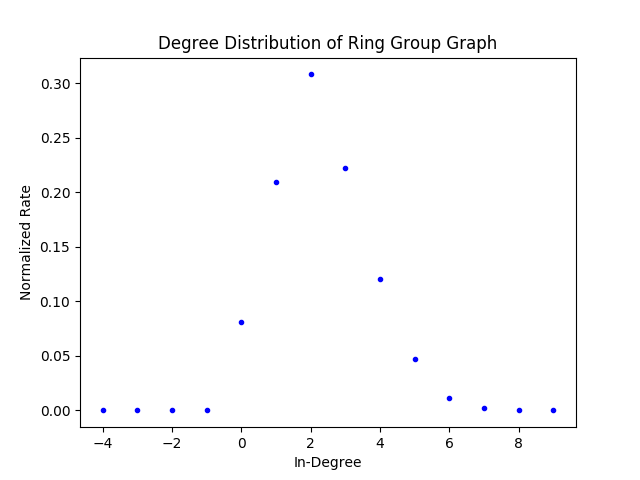 Degree Distribution of Ring Group Graph
0.30
0.25
0.20
0.15
0.10
0.05
0.00
Normalized Rate
−4 −2 0 2 4 6 8
In-Degree